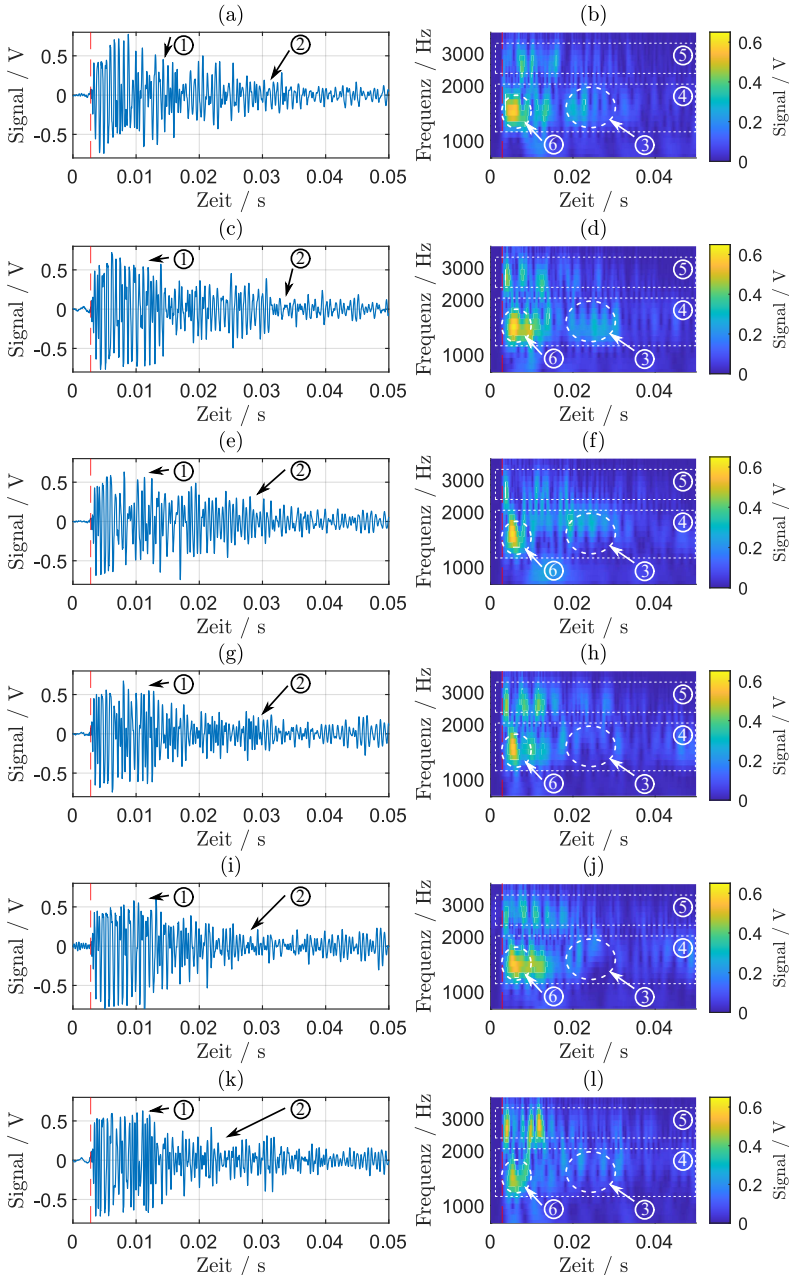 (a) (b)
Signal / V
0.5
0
-0.5
① ②
0 0.01 0.02 0.03 0.04 0.05
Zeit / s
Frequenz / Hz
3000
2000
1000
⑤
④
⑥ ③
0 0.02 0.04
Zeit / s
0.6
0.4
0.2
0
Signal / V
(c) (d)
Signal / V
0.5
0
-0.5
① ②
0 0.01 0.02 0.03 0.04 0.05
Zeit / s
Frequenz / Hz
3000
2000
1000
⑤
④
⑥ ③
0 0.02 0.04
Zeit / s
0.6
0.4
0.2
0
Signal / V
(e) (f)
Signal / V
0.5
0
-0.5
① ②
0 0.01 0.02 0.03 0.04 0.05
Zeit / s
Frequenz / Hz
3000
2000
1000
⑤
④
⑥ ③
0 0.02 0.04
Zeit / s
0.6
0.4
0.2
0
Signal / V
(g) (h)
Signal / V
0.5
0
-0.5
① ②
0 0.01 0.02 0.03 0.04 0.05
Zeit / s
Frequenz / Hz
3000
2000
1000
⑤
④
⑥ ③
0 0.02 0.04
Zeit / s
0.6
0.4
0.2
0
Signal / V
(i) (j)
Signal / V
0.5
0
-0.5
① ②
0 0.01 0.02 0.03 0.04 0.05
Zeit / s
Frequenz / Hz
3000
2000
1000
⑤
④
⑥ ③
0 0.02 0.04
Zeit / s
0.6
0.4
0.2
0
Signal / V
(k) (l)
Signal / V
0.5
0
-0.5
① ②
0 0.01 0.02 0.03 0.04 0.05
Zeit / s
Frequenz / Hz
3000
2000
1000
⑤
④
⑥ ③
0 0.02 0.04
Zeit / s
0.6
0.4
0.2
0
Signal / V